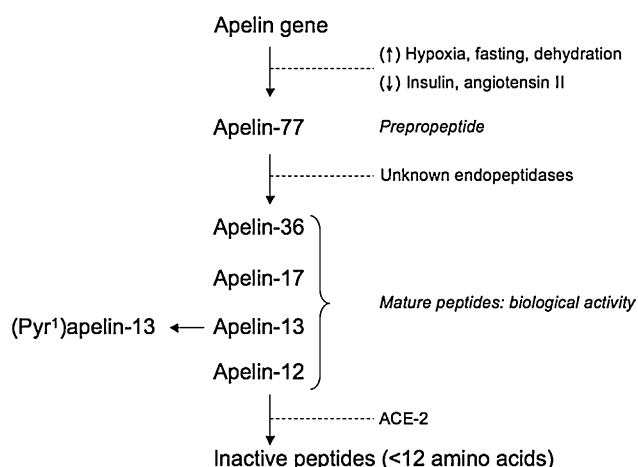 Apelin gene
(↑) Hypoxia, fasting, dehydration
(↓) Insulin, angiotensin II
Apelin-77
Prepropeptide
Unknown endopeptidases
Apelin-36
Apelin-17
Mature peptides: biological activity
(Pyr¹)apelin-13
Apelin-13
Apelin-12
ACE-2
Inactive peptides (<12 amino acids)